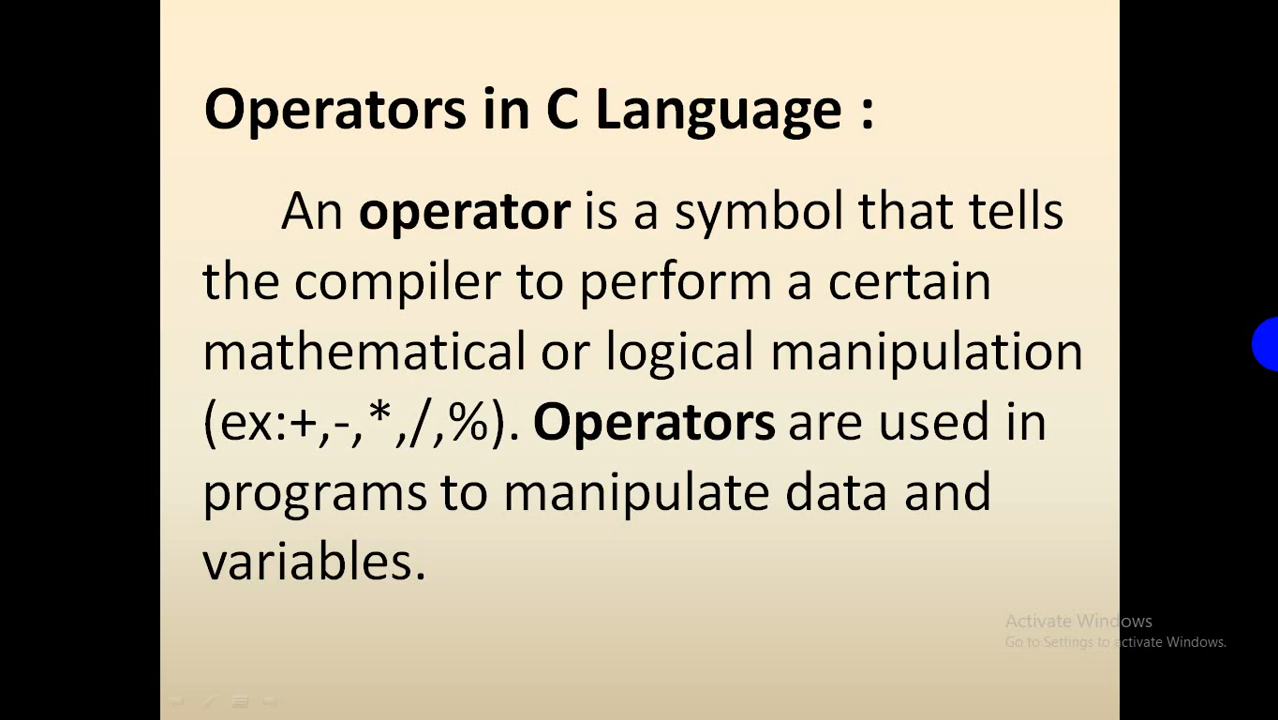 Operators in C Language :
An operator is a symbol that tells
the compiler to perform a certain
mathematical or logical manipulation
(ex:+,-,*,/,%). Operators are used in
programs to manipulate data and
variables.
Activate Windows
Go to Settings to activate Windows.